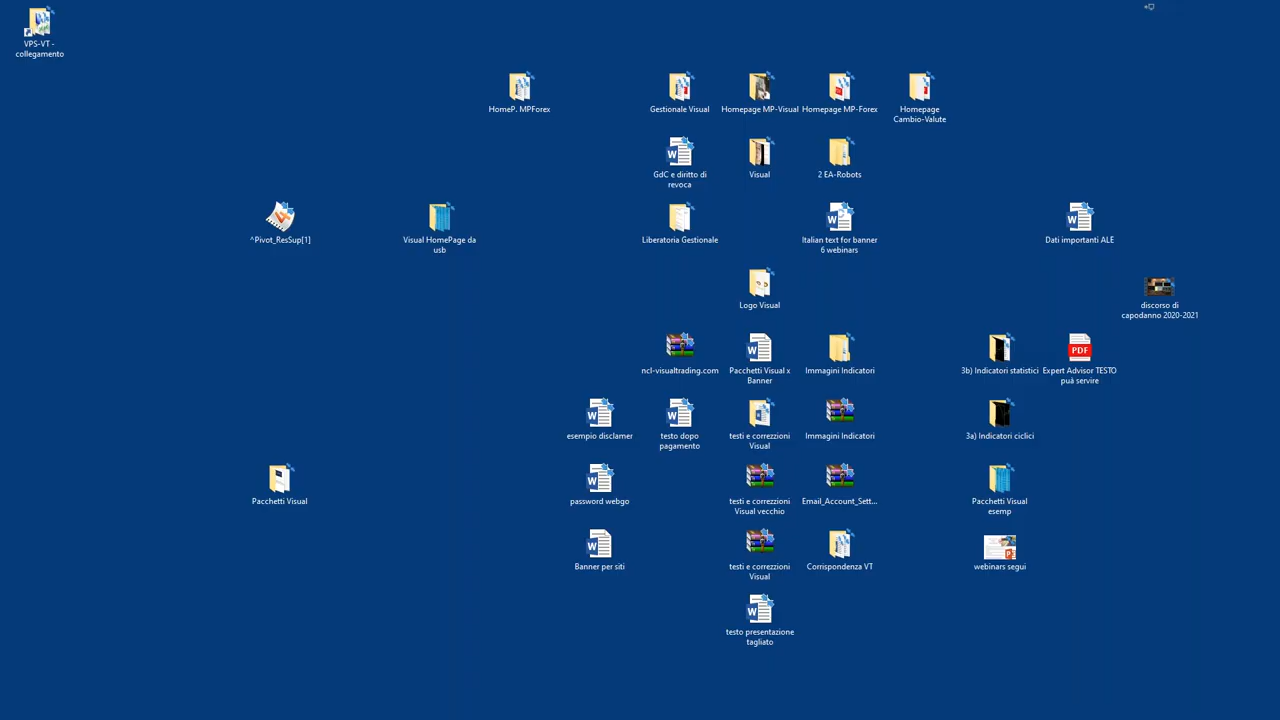 VPS-VT -
collegamento
HomeP. MPForex
Gestionale Visual
Homepage MP-Visual
Homepage MP-Forex
Homepage
Cambio-Valute
GdC e diritto di
revoca
Visual
2 EA-Robots
^Pivot_ResSup[1]
Visual HomePage da
usb
Liberatoria Gestionale
Italian text for banner
6 webinars
Dati importanti ALE
Logo Visual
discorso di
capodanno 2020-2021
ncl-visualtrading.com
Pacchetti Visual x
Banner
Immagini Indicatori
3b) Indicatori statistici
Expert Advisor TESTO
puà servire
PDF
esempio disclamer
testo dopo
pagamento
testi e correzzioni
Visual
Immagini Indicatori
3a) Indicatori ciclici
Pacchetti Visual
password webgo
testi e correzzioni
Visual vecchio
Email_Account_Sett...
Pacchetti Visual
esemp
Banner per siti
testi e correzzioni
Visual
Corrispondenza VT
webinars segui
testo presentazione
tagliato